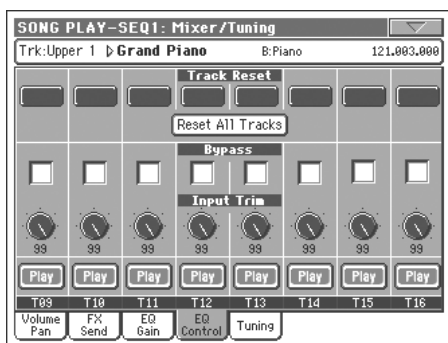 SONG PLAY-SEQ1: Mixer/Tuning
Trk:Upper 1 ▷Grand Piano B:Piano 121.003.000
Track Reset
Reset All Tracks
Bypass
Input Trim
99 99 99 99 99 99 99 99
Play Play Play Play Play Play Play Play
T09 T10 T11 T12 T13 T14 T15 T16
Volume Pan
FX Send
EQ Gain
EQ Control
Tuning